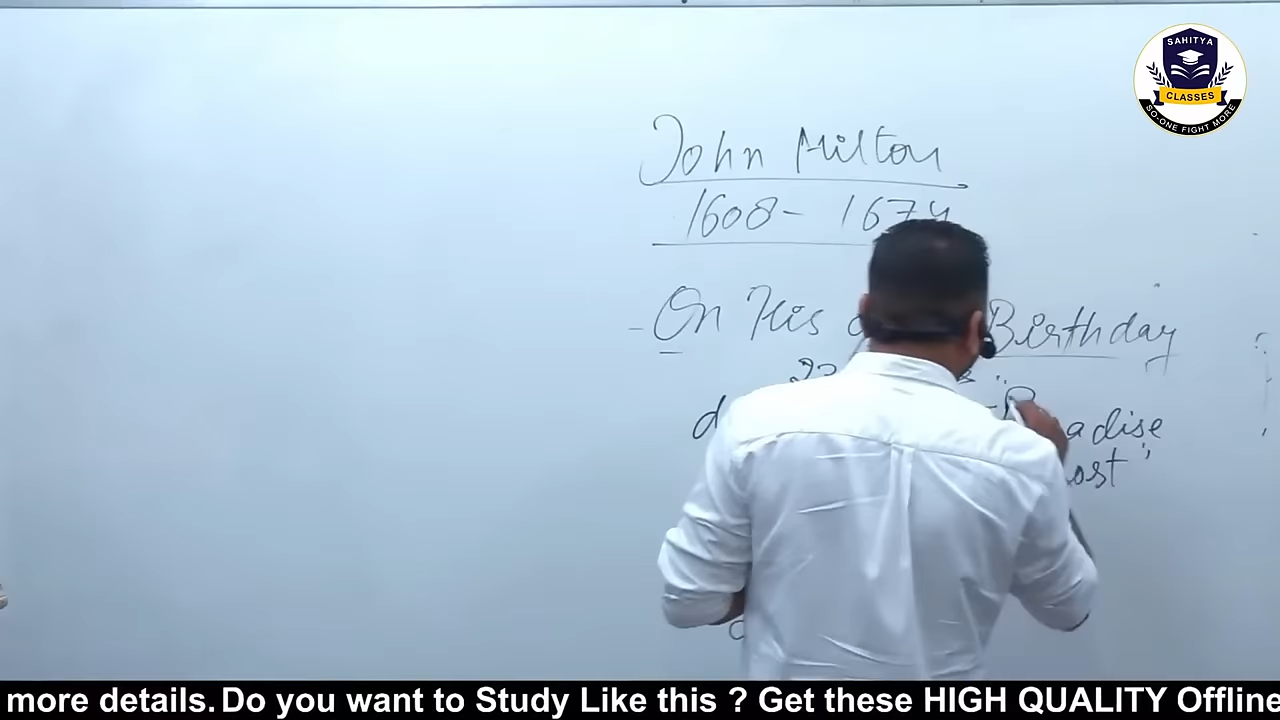 SAHITYA
CLASSES
SO-ONE FIGHT MORE
John Milton
1608 - 1674
- On His Birthday
Paradise
Lost"
more details. Do you want to Study Like this ? Get these HIGH QUALITY Offline